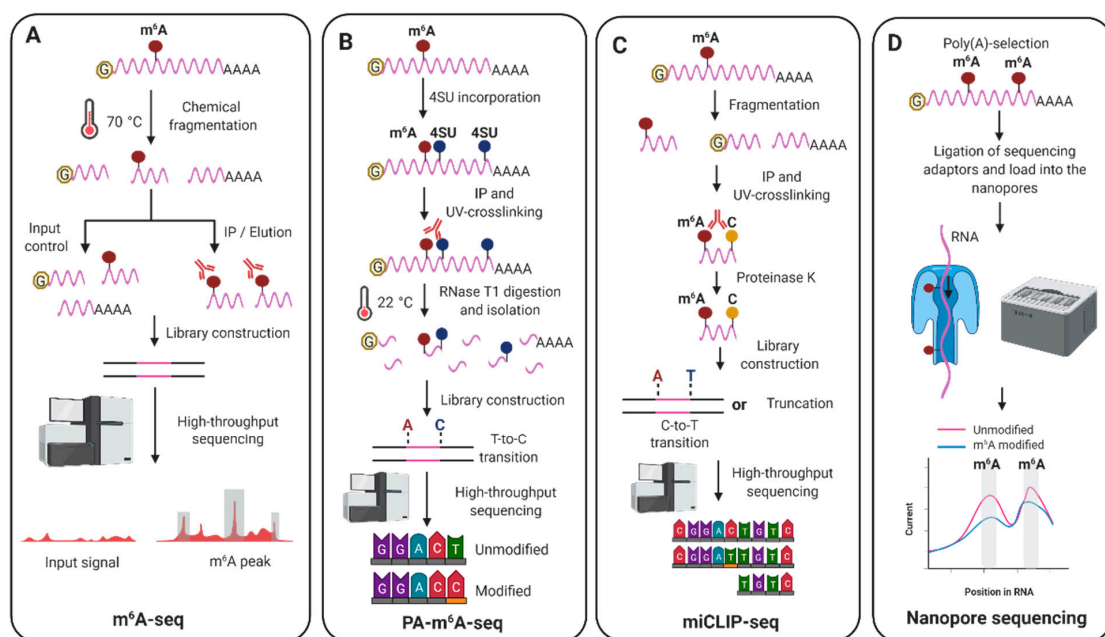 A
m⁶A
G
AAAA
70 °C
Chemical
fragmentation
G
AAAA
Input
control
IP / Elution
G
AAAA
Library construction
High-throughput
sequencing
Input signal
m⁶A peak
m⁶A-seq
B
m⁶A
G
AAAA
4SU incorporation
m⁶A 4SU 4SU
G
AAAA
IP and
UV-crosslinking
G
AAAA
22 °C
RNase T1 digestion
and isolation
G
AAAA
Library construction
A C
T-to-C
transition
High-throughput
sequencing
G G A C T
Unmodified
G G A C C
Modified
PA-m⁶A-seq
C
m⁶A
G
AAAA
Fragmentation
G
AAAA
IP and
UV-crosslinking
m⁶A C
Proteinase K
m⁶A C
Library
construction
A T
or Truncation
C-to-T
transition
High-throughput
sequencing
C G G A C T G T C
C G G A T T G T C
T G T C
miCLIP-seq
D
Poly(A)-selection
m⁶A m⁶A
G
AAAA
Ligation of sequencing
adaptors and load into the
nanopores
RNA
Unmodified
m⁶A modified
m⁶A m⁶A
Current
Position in RNA
Nanopore sequencing